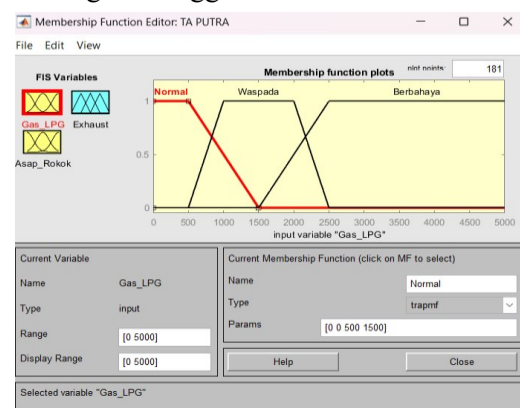 Membership Function Editor: TA PUTRA
File Edit View
FIS Variables
Gas_LPG Exhaust
Asap_Rokok
Membership function plots plot points: 181
Normal Waspada Berbahaya
1
0.5
0
0 500 1000 1500 2000 2500 3000 3500 4000 4500 5000
input variable "Gas_LPG"
Current Variable
Name Gas_LPG
Type input
Range [0 5000]
Display Range [0 5000]
Current Membership Function (click on MF to select)
Name Normal
Type trapmf
Params [0 0 500 1500]
Help Close
Selected variable "Gas_LPG"